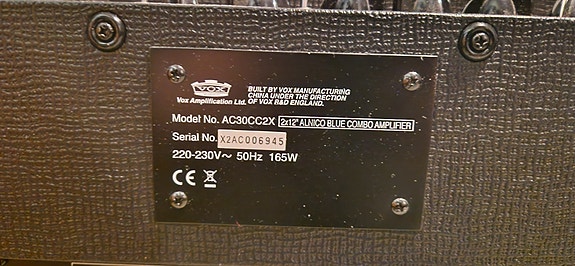 VOX
Vox Amplification Ltd.
BUILT BY VOX MANUFACTURING
CHINA UNDER THE DIRECTION
OF VOX R&D ENGLAND.
Model No. AC30CC2X 2x12" ALNICO BLUE COMBO AMPLIFIER
Serial No. X2AC006945
220-230V~ 50Hz 165W
CE